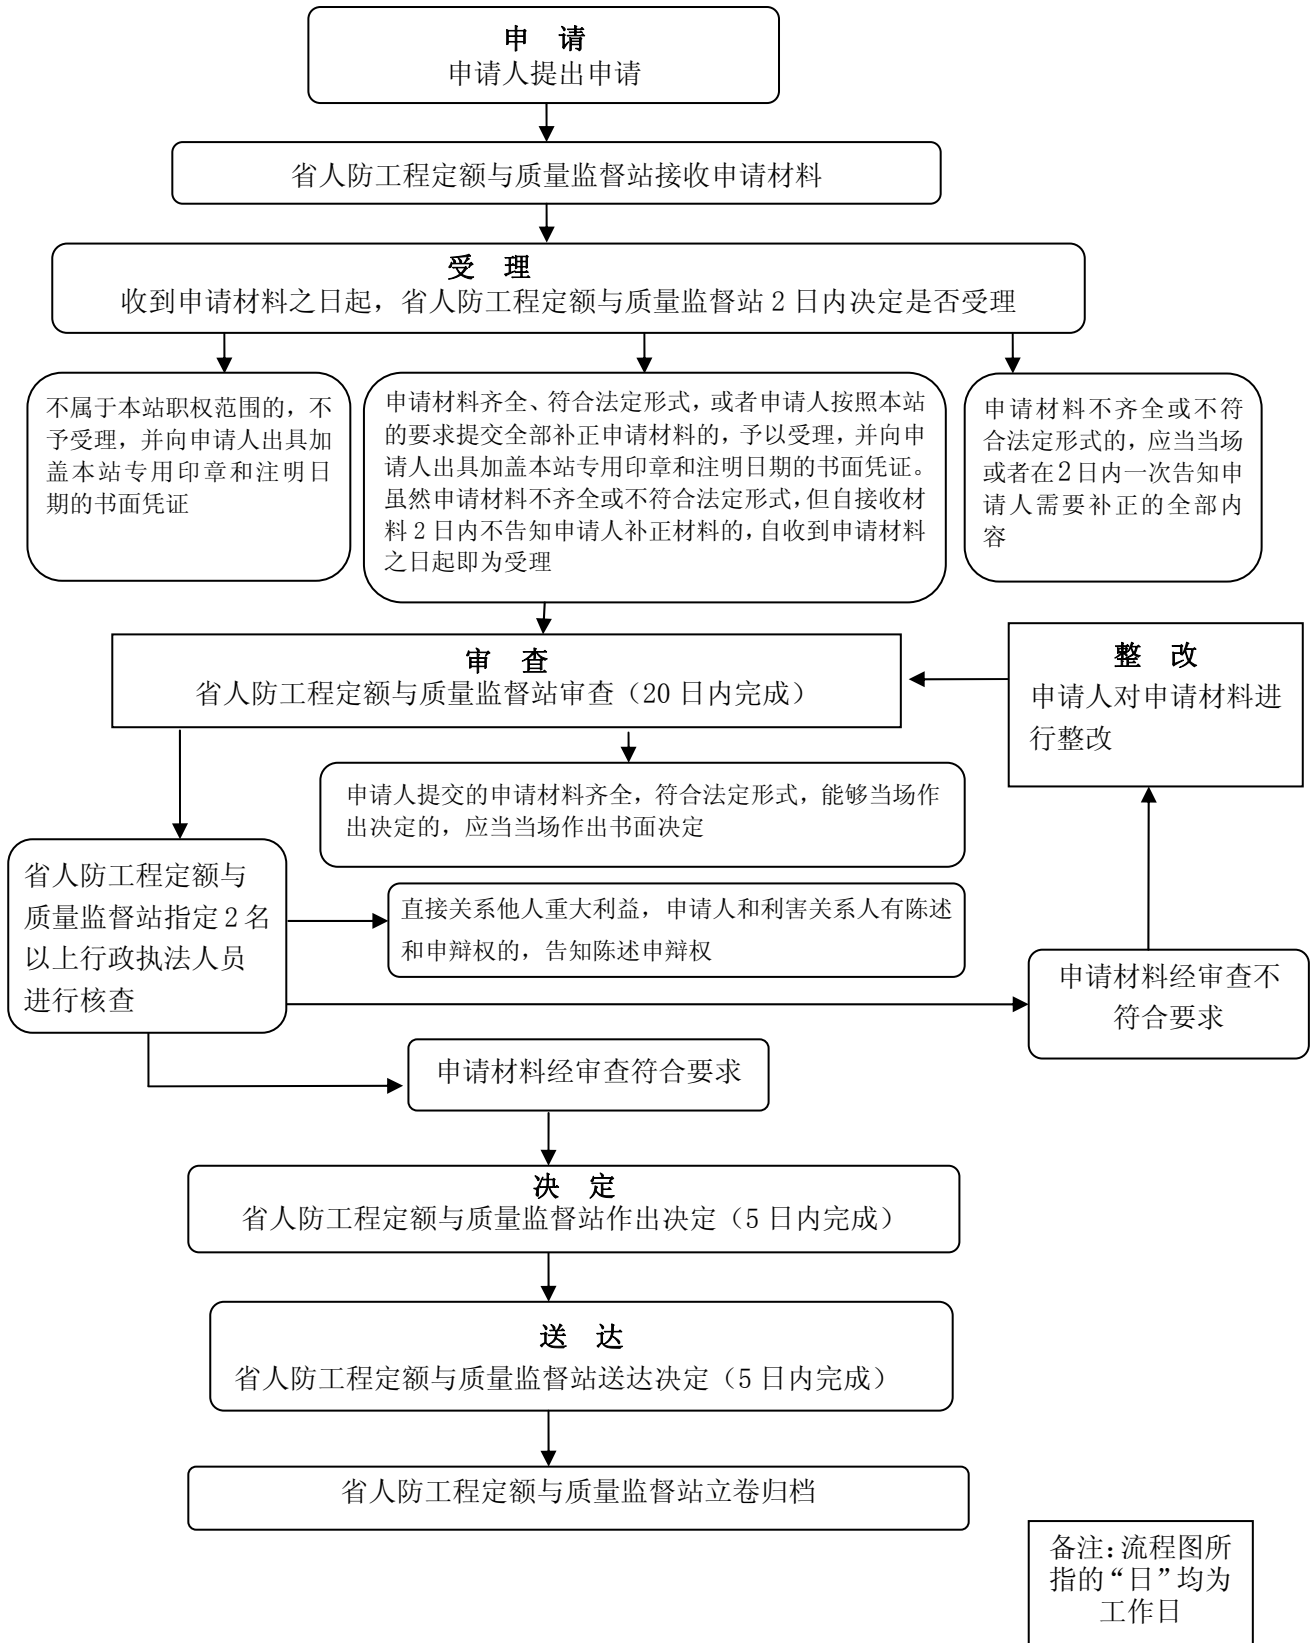 申 请
申请人提出申请
省人防工程定额与质量监督站接收申请材料
受 理
收到申请材料之日起，省人防工程定额与质量监督站 2 日内决定是否受理
不属于本站职权范围的，不
予受理，并向申请人出具加
盖本站专用印章和注明日
期的书面凭证
申请材料齐全、符合法定形式，或者申请人按照本站
的要求提交全部补正申请材料的，予以受理，并向申
请人出具加盖本站专用印章和注明日期的书面凭证。
虽然申请材料不齐全或不符合法定形式，但自接收材
料 2 日内不告知申请人补正材料的，自收到申请材料
之日起即为受理
申请材料不齐全或不符
合法定形式的，应当当场
或者在 2 日内一次告知申
请人需要补正的全部内
容
审 查
省人防工程定额与质量监督站审查（20 日内完成）
整 改
申请人对申请材料进
行整改
申请人提交的申请材料齐全，符合法定形式，能够当场作
出决定的，应当当场作出书面决定
省人防工程定额与
质量监督站指定 2 名
以上行政执法人员
进行核查
直接关系他人重大利益，申请人和利害关系人有陈述
和申辩权的，告知陈述申辩权
申请材料经审查不
符合要求
申请材料经审查符合要求
决 定
省人防工程定额与质量监督站作出决定（5 日内完成）
送 达
省人防工程定额与质量监督站送达决定（5 日内完成）
省人防工程定额与质量监督站立卷归档
备注：流程图所
指的“日”均为
工作日